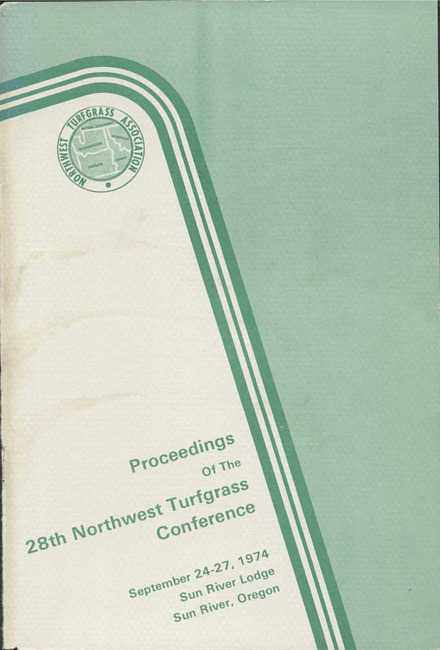 NORTHWEST TURFGRASS ASSOCIATION
Proceedings
Of The
28th Northwest Turfgrass
Conference
September 24-27, 1974
Sun River Lodge
Sun River, Oregon